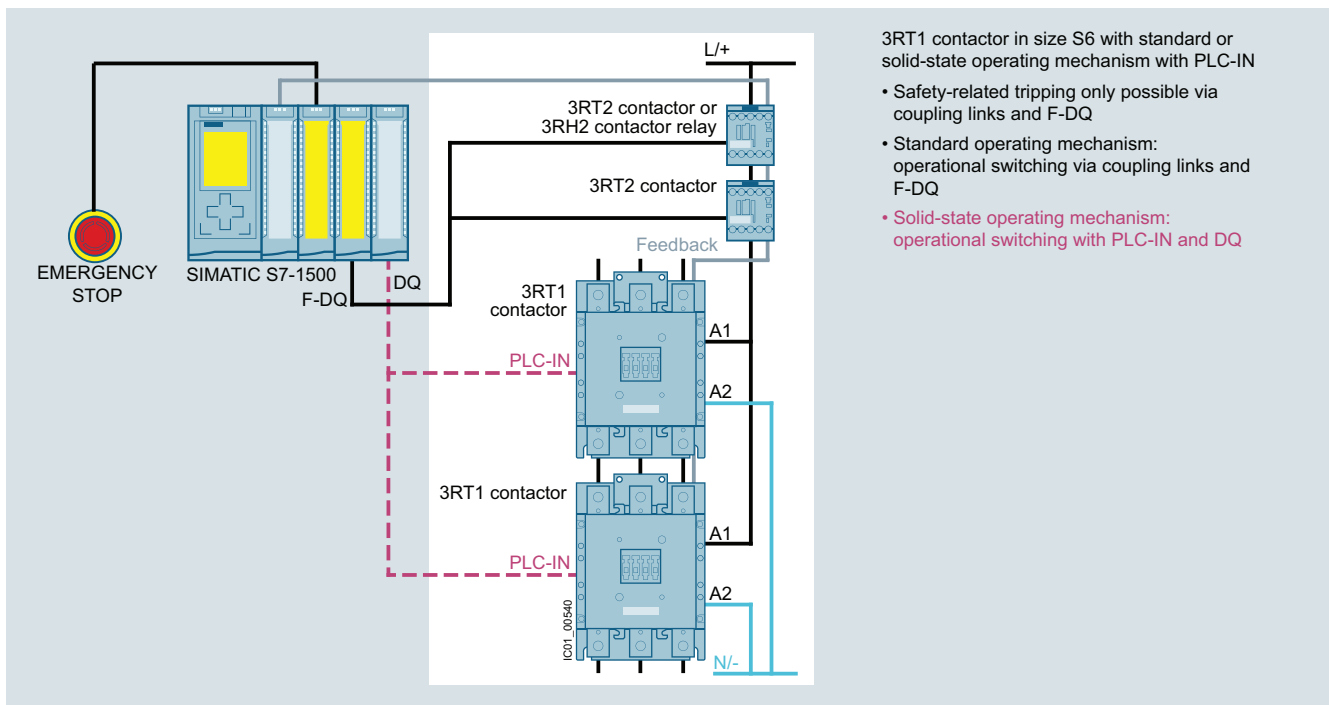 L/+
3RT2 contactor or
3RH2 contactor relay
3RT2 contactor
Feedback
EMERGENCY
STOP
SIMATIC S7-1500
F-DQ
DQ
3RT1
contactor
A1
PLC-IN
A2
3RT1 contactor
A1
PLC-IN
A2
IC01_00540
N/-
3RT1 contactor in size S6 with standard or
solid-state operating mechanism with PLC-IN
• Safety-related tripping only possible via
coupling links and F-DQ
• Standard operating mechanism:
operational switching via coupling links and
F-DQ
• Solid-state operating mechanism:
operational switching with PLC-IN and DQ